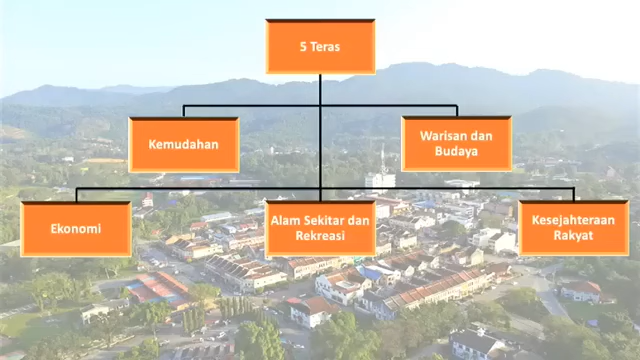 5 Teras
Kemudahan
Warisan dan
Budaya
Ekonomi
Alam Sekitar dan
Rekreasi
Kesejahteraan
Rakyat